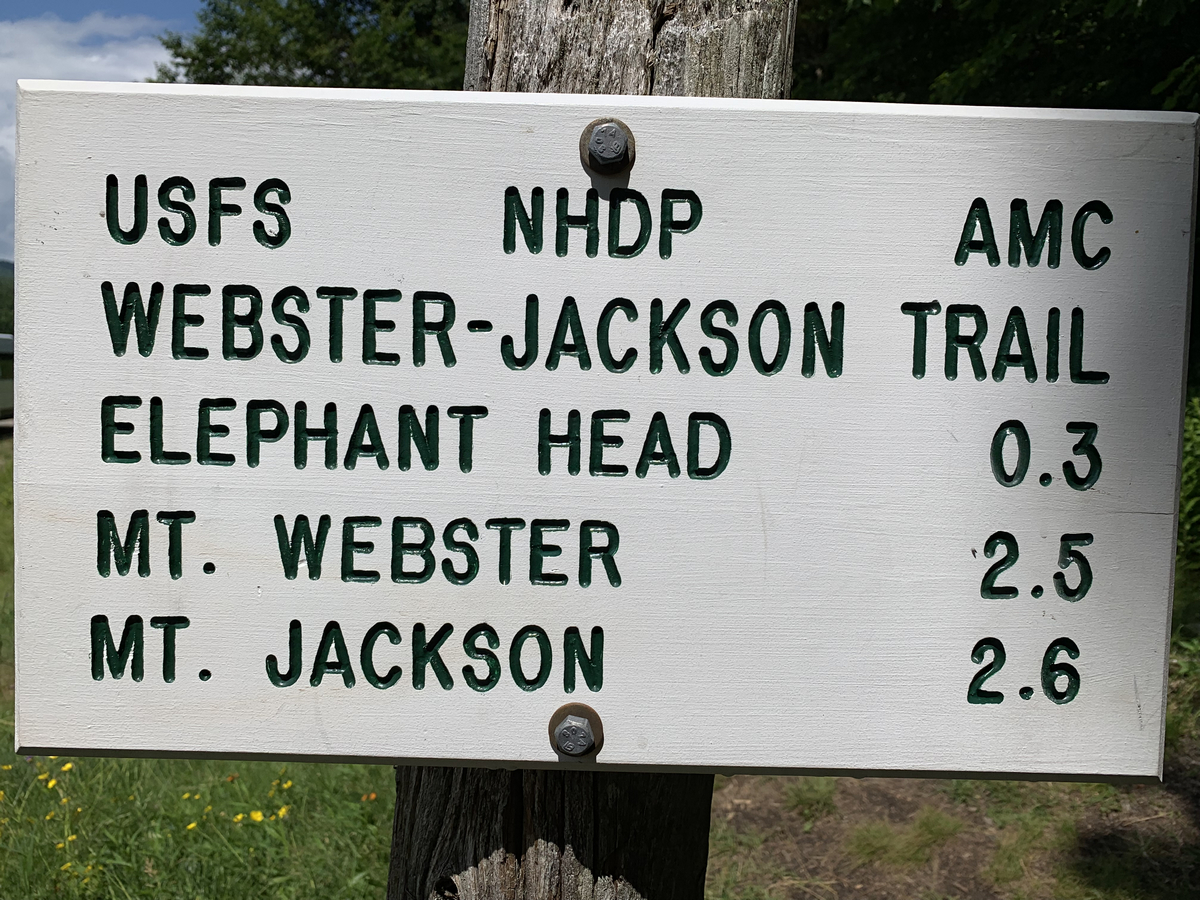 USFS NHDP AMC
WEBSTER-JACKSON TRAIL
ELEPHANT HEAD 0.3
MT. WEBSTER 2.5
MT. JACKSON 2.6